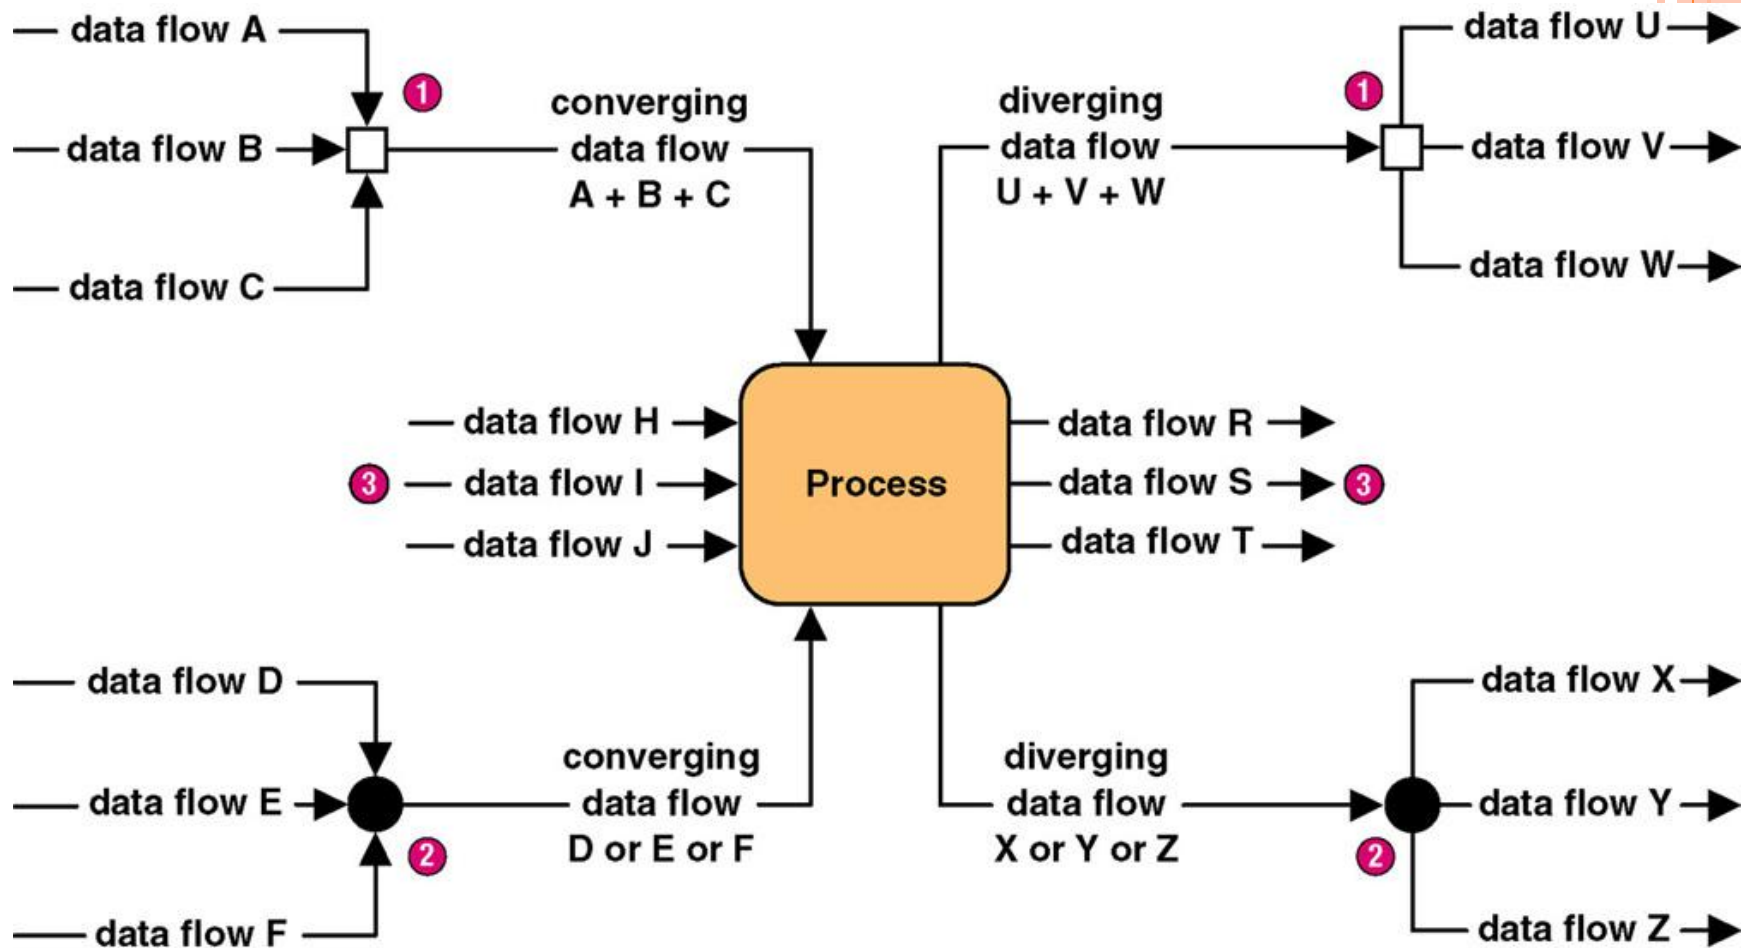 data flow A
1
data flow B
data flow C
converging
data flow
A + B + C
diverging
data flow
U + V + W
1
data flow U
data flow V
data flow W
data flow H
3
data flow I
data flow J
Process
data flow R
data flow S
3
data flow T
data flow D
data flow E
2
data flow F
converging
data flow
D or E or F
diverging
data flow
X or Y or Z
2
data flow X
data flow Y
data flow Z